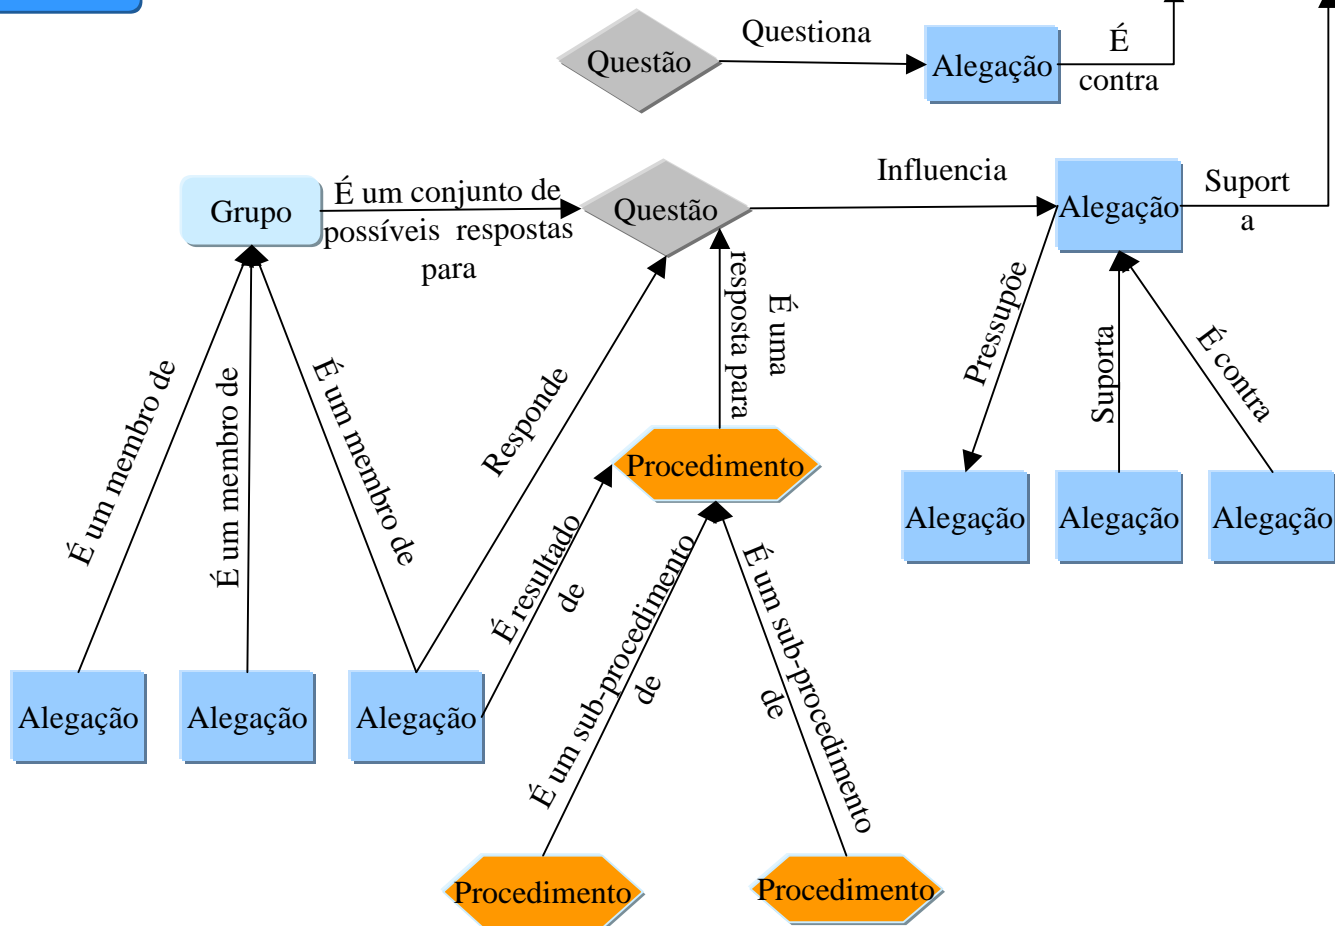 Questiona
É
contra
Questão
Alegação
Influencia
Suport
a
Grupo
É um conjunto de
possíveis respostas
para
Questão
Alegação
É uma
resposta para
Pressupõe
Suporta
É contra
É um membro de
É um membro de
É um membro de
Responde
Procedimento
Alegação
Alegação
Alegação
É resultado
de
É um sub-procedimento
de
É um sub-procedimento
de
Alegação
Alegação
Alegação
Procedimento
Procedimento